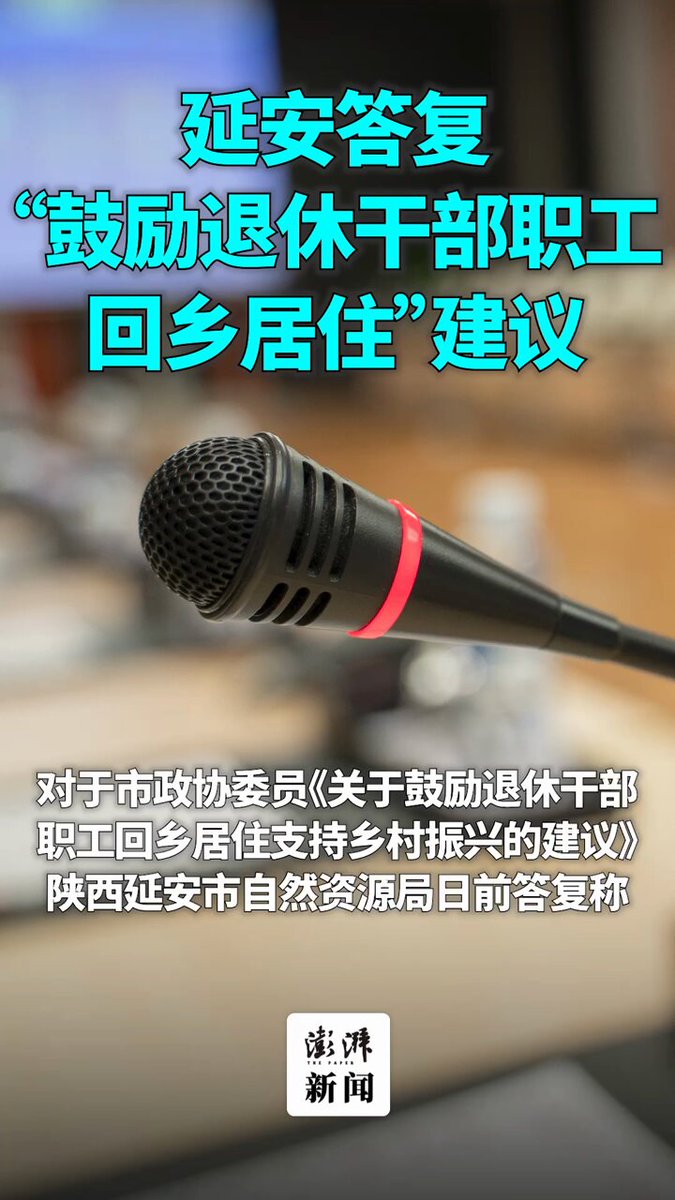 延安答复
“鼓励退休干部职工
回乡居住”建议
对于市政协委员《关于鼓励退休干部
职工回乡居住支持乡村振兴的建议》
陕西延安市自然资源局日前答复称
澎湃
THE PAPER
新闻